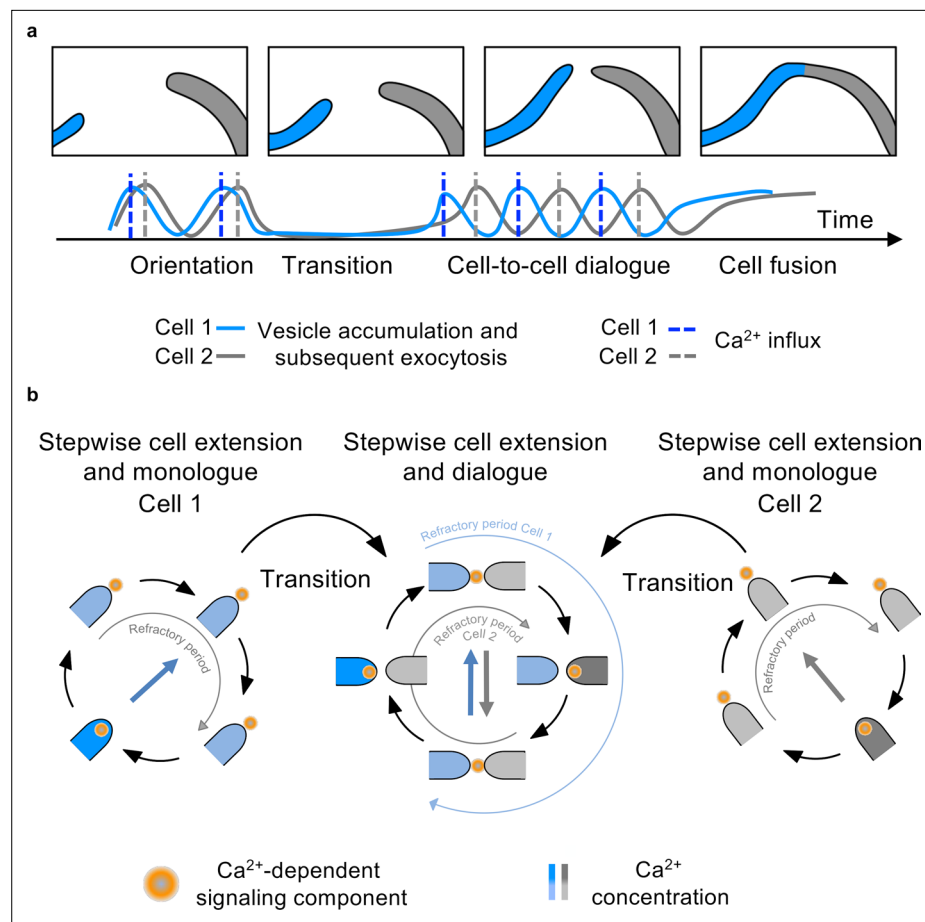 a
Time
Orientation
Transition
Cell-to-cell dialogue
Cell fusion
Cell 1
Cell 2
Vesicle accumulation and
subsequent exocytosis
Cell 1
Cell 2
Ca²⁺ influx
b
Stepwise cell extension
and monologue
Cell 1
Stepwise cell extension
and dialogue
Stepwise cell extension
and monologue
Cell 2
Transition
Refractory period Cell 1
Transition
Refractory period
Refractory period
Cell 2
Refractory period
Ca²⁺-dependent
signaling component
Ca²⁺
concentration